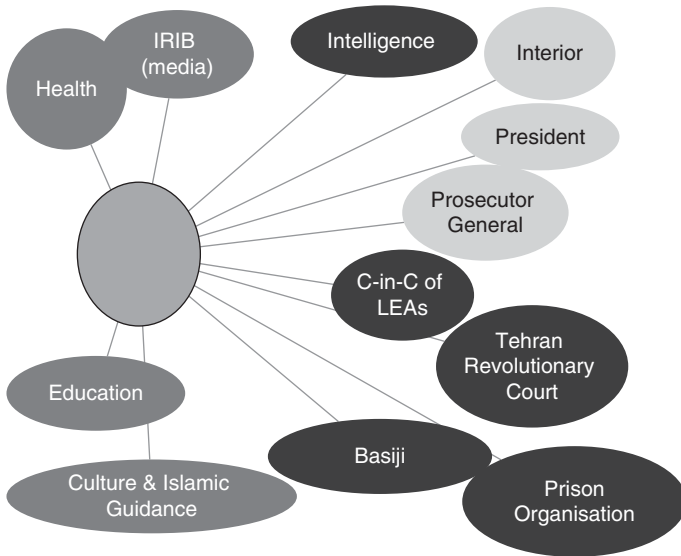 IRIB
(media)
Health
Intelligence
Interior
President
Prosecutor
General
C-in-C of
LEAs
Tehran
Revolutionary
Court
Education
Basiji
Culture & Islamic
Guidance
Prison
Organisation